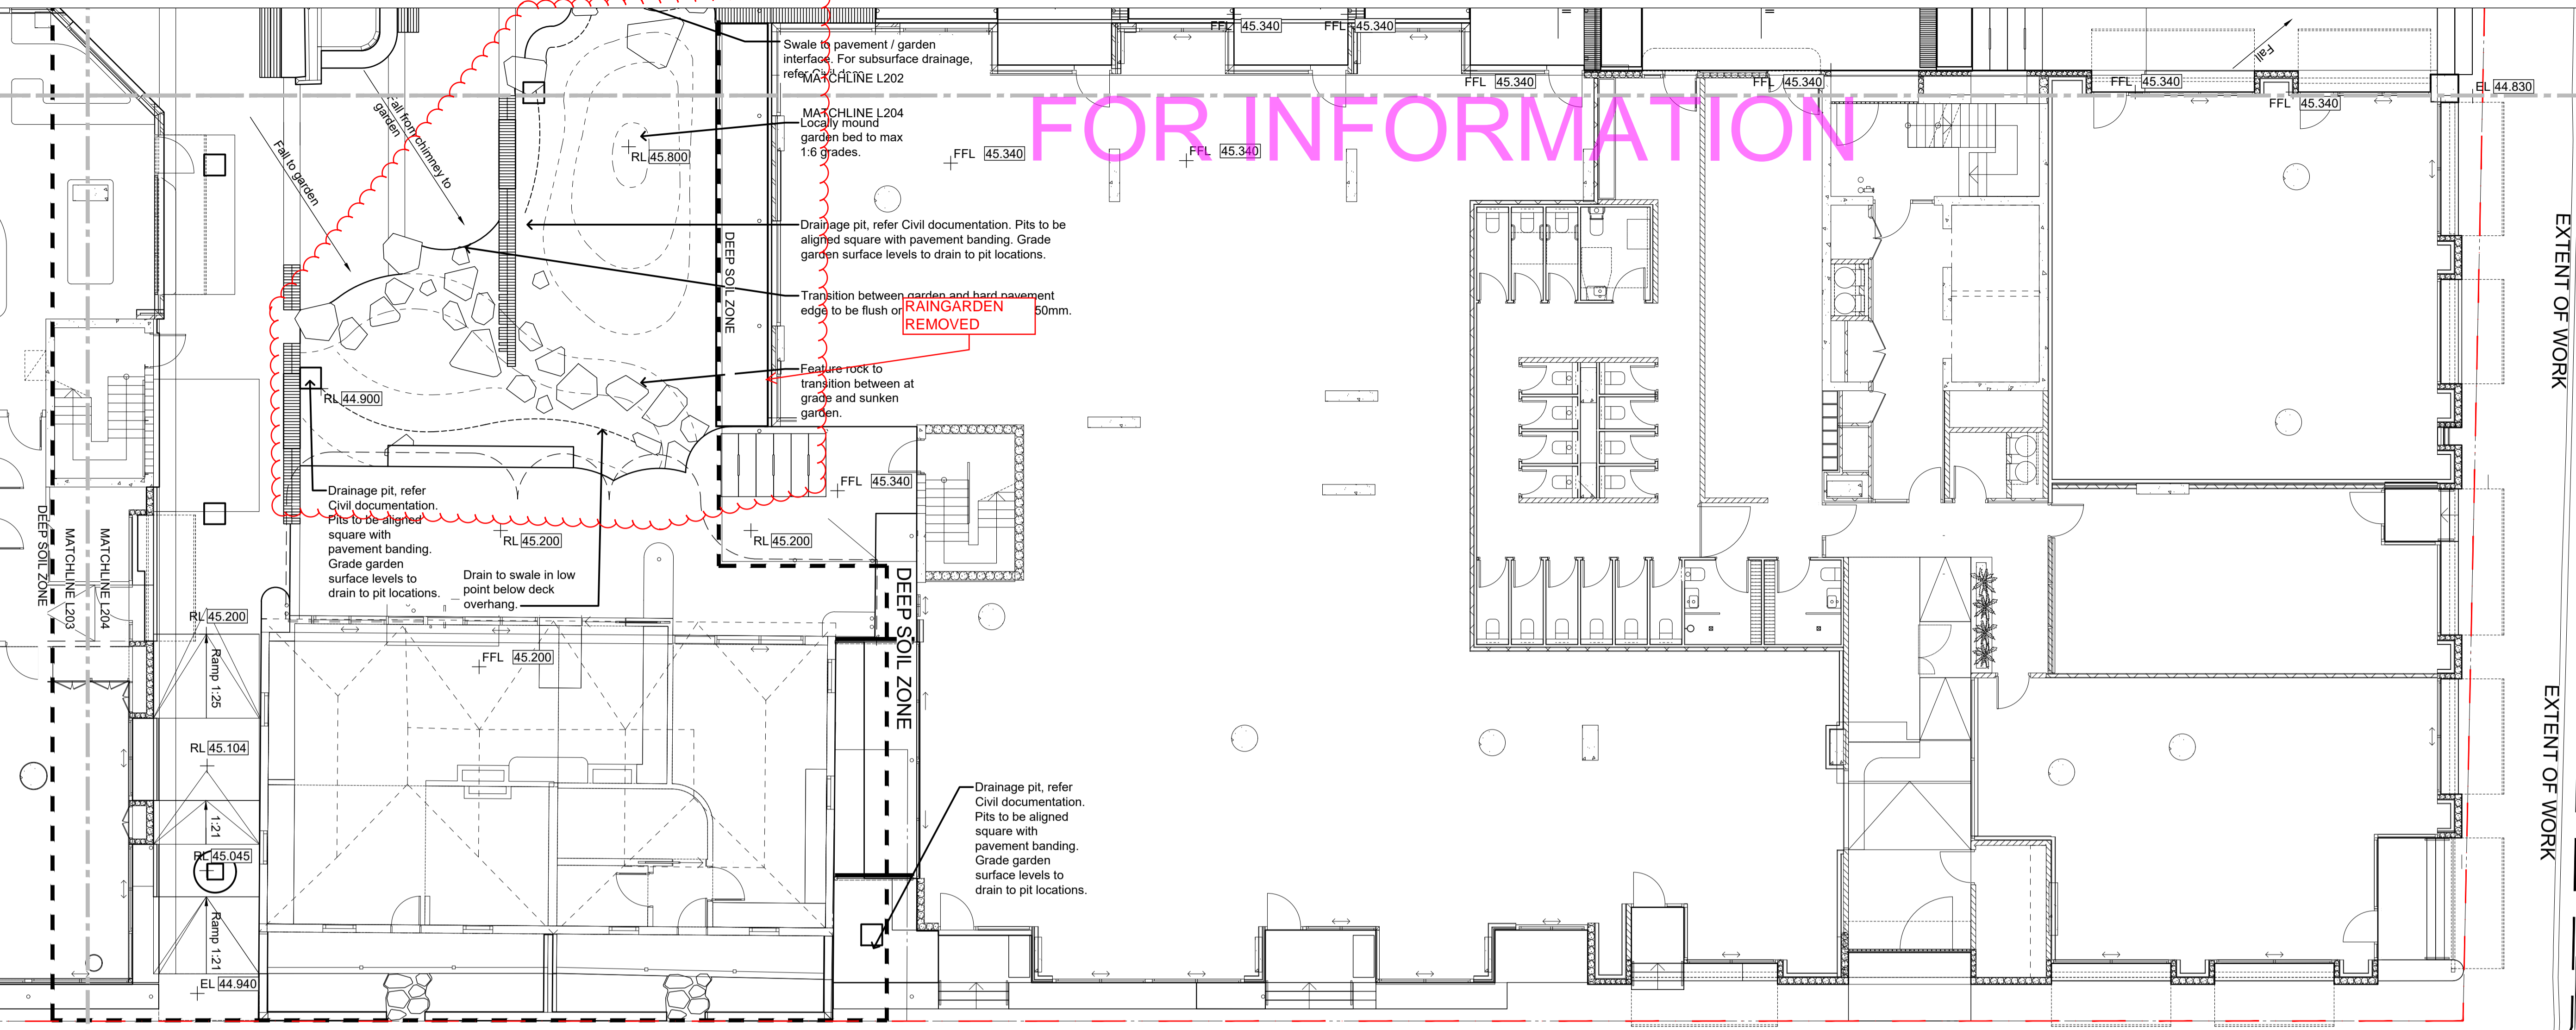 FFL 45.340
FFL 45.340
Swale to pavement / garden
interface. For subsurface drainage,
refer Civil
MATCHLINE L202
MATCHLINE L204
Locally mound
garden bed to max
1:6 grades.
RL 45.800
FFL 45.340
FFL 45.340
FFL 45.340
FFL 45.340
FFL 45.340
FFL 45.340
Fall
EL 44.830
FOR INFORMATION
Fall from chimney to
garden
Fall to garden
Drainage pit, refer Civil documentation. Pits to be
aligned square with pavement banding. Grade
garden surface levels to drain to pit locations.
DEEP SOIL ZONE
Transition between garden and hard pavement
edge to be flush or 50mm.
RAINGARDEN
REMOVED
Feature rock to
transition between at
grade and sunken
garden.
RL 44.900
FFL 45.340
Drainage pit, refer
Civil documentation.
Pits to be aligned
square with
pavement banding.
Grade garden
surface levels to
drain to pit locations.
RL 45.200
RL 45.200
Drain to swale in low
point below deck
overhang.
DEEP SOIL ZONE
MATCHLINE L203
MATCHLINE L204
DEEP SOIL ZONE
RL 45.200
Ramp 1:25
FFL 45.200
RL 45.104
1:21
RL 45.045
Ramp 1:21
EL 44.940
Drainage pit, refer
Civil documentation.
Pits to be aligned
square with
pavement banding.
Grade garden
surface levels to
drain to pit locations.
EXTENT OF WORK
EXTENT OF WORK